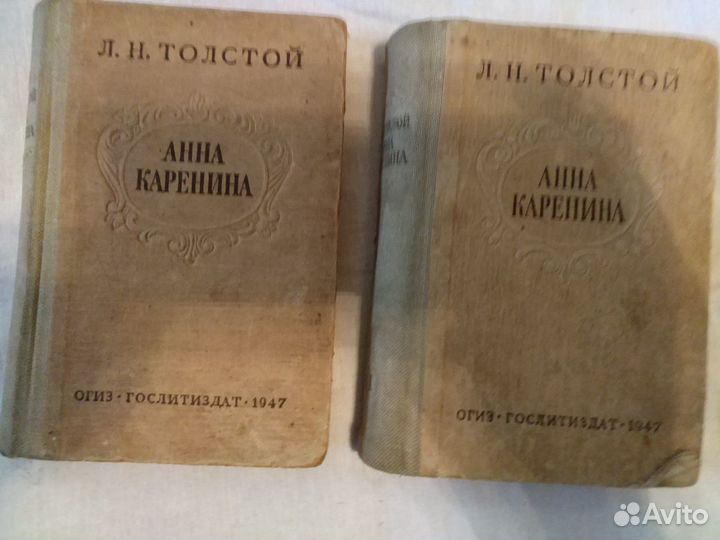 Л. Н. ТОЛСТОЙ
АННА
КАРЕНИНА
ОГИЗ · ГОСЛИТИЗДАТ · 1947
Л. Н. ТОЛСТОЙ
АННА
КАРЕНИНА
ОГИЗ · ГОСЛИТИЗДАТ · 1947
Avito